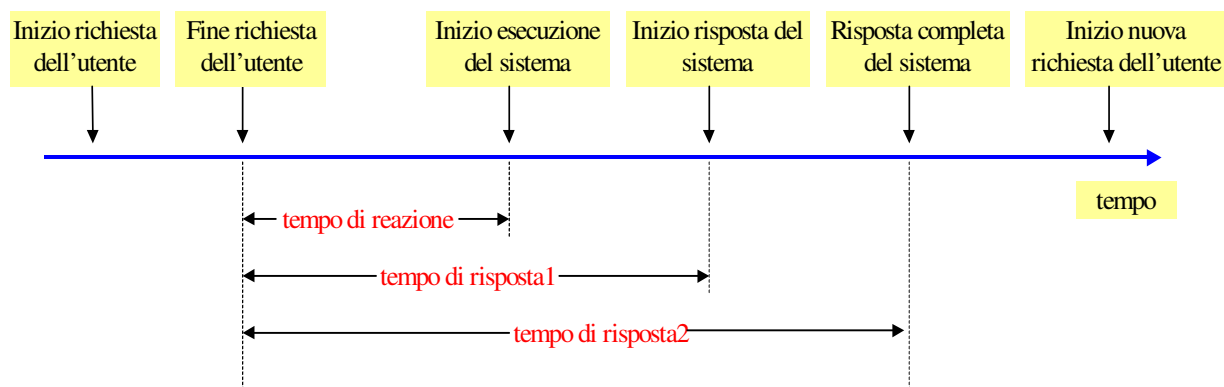 Inizio richiesta
dell'utente
Fine richiesta
dell'utente
Inizio esecuzione
del sistema
Inizio risposta del
sistema
Risposta completa
del sistema
Inizio nuova
richiesta dell'utente
tempo
tempo di reazione
tempo di risposta1
tempo di risposta2